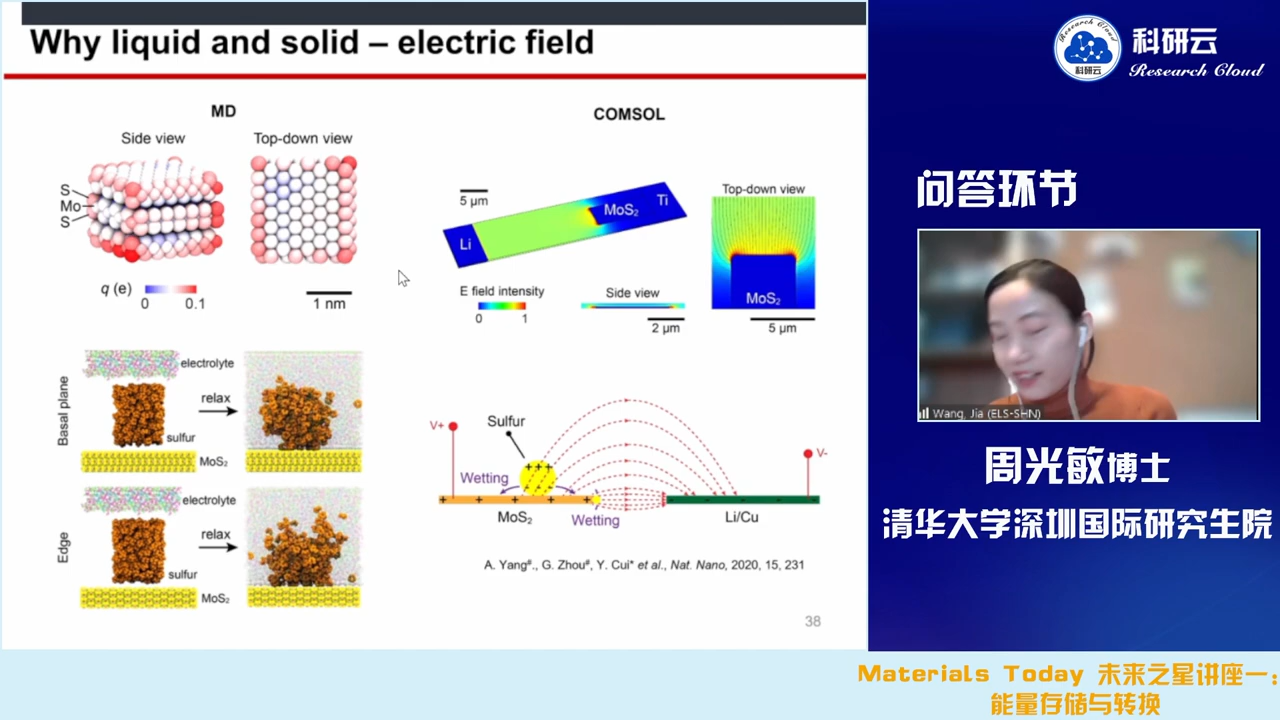 Why liquid and solid – electric field
MD
Side view
Top-down view
S
Mo
S
q (e)
0
0.1
1 nm
Basal plane
electrolyte
relax
sulfur
MoS₂
Edge
electrolyte
relax
sulfur
MoS₂
COMSOL
5 µm
Li
MoS₂
Ti
Top-down view
MoS₂
E field intensity
0
1
Side view
2 µm
5 µm
V+
Sulfur
Wetting
+ + +
V-
MoS₂
Wetting
Li/Cu
A. Yang#., G. Zhou#, Y. Cui* et al., Nat. Nano, 2020, 15, 231
38
Research Cloud
科研云
科研云
Research Cloud
问答环节
Wang, Jia (ELS-SHN)
周光敏博士
清华大学深圳国际研究生院
Materials Today 未来之星讲座一:
能量存储与转换